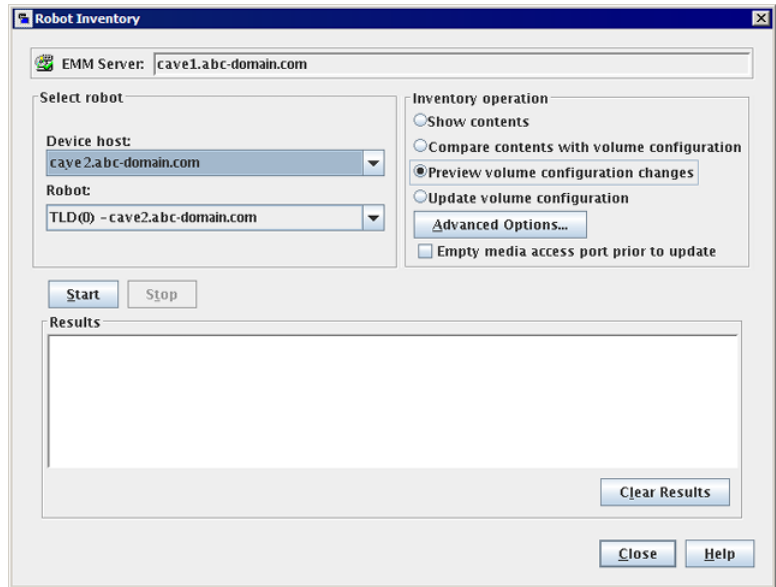 Robot Inventory
EMM Server: cave1.abc-domain.com
Select robot
Device host:
cave2.abc-domain.com
Robot:
TLD(0) - cave2.abc-domain.com
Inventory operation
Show contents
Compare contents with volume configuration
Preview volume configuration changes
Update volume configuration
Advanced Options...
Empty media access port prior to update
Start Stop
Results
Clear Results
Close Help